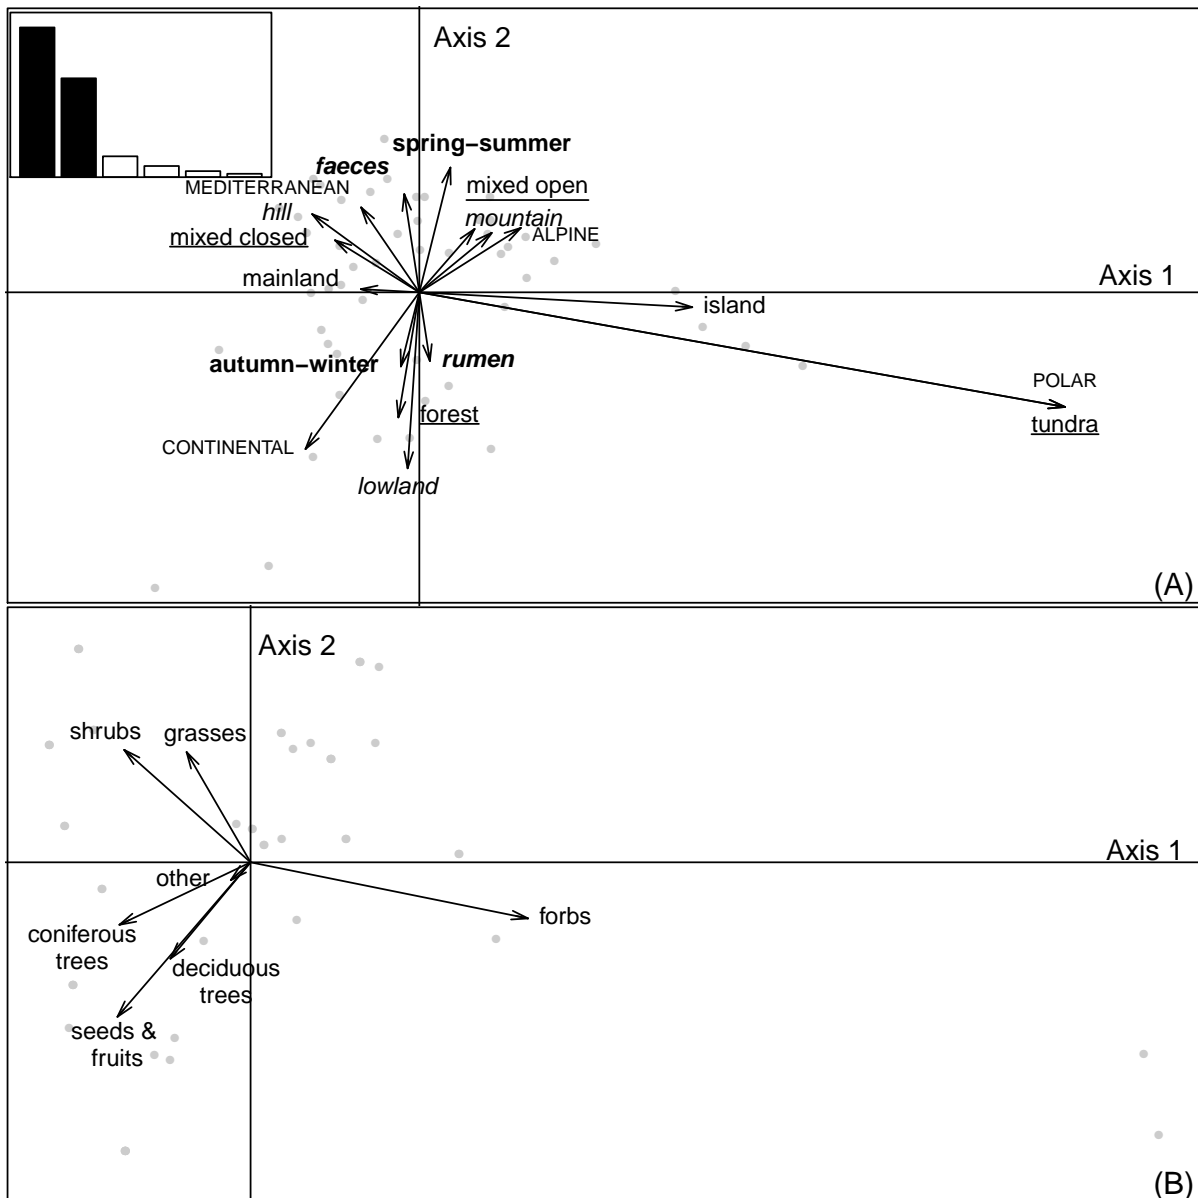 Axis 2
spring−summer
faeces
mixed open
MEDITERRANEAN
hill
mountain
mixed closed
ALPINE
mainland
Axis 1
island
autumn−winter
rumen
POLAR
forest
tundra
CONTINENTAL
lowland
(A)
Axis 2
shrubs
grasses
Axis 1
other
forbs
coniferous
trees
deciduous
trees
seeds &
fruits
(B)